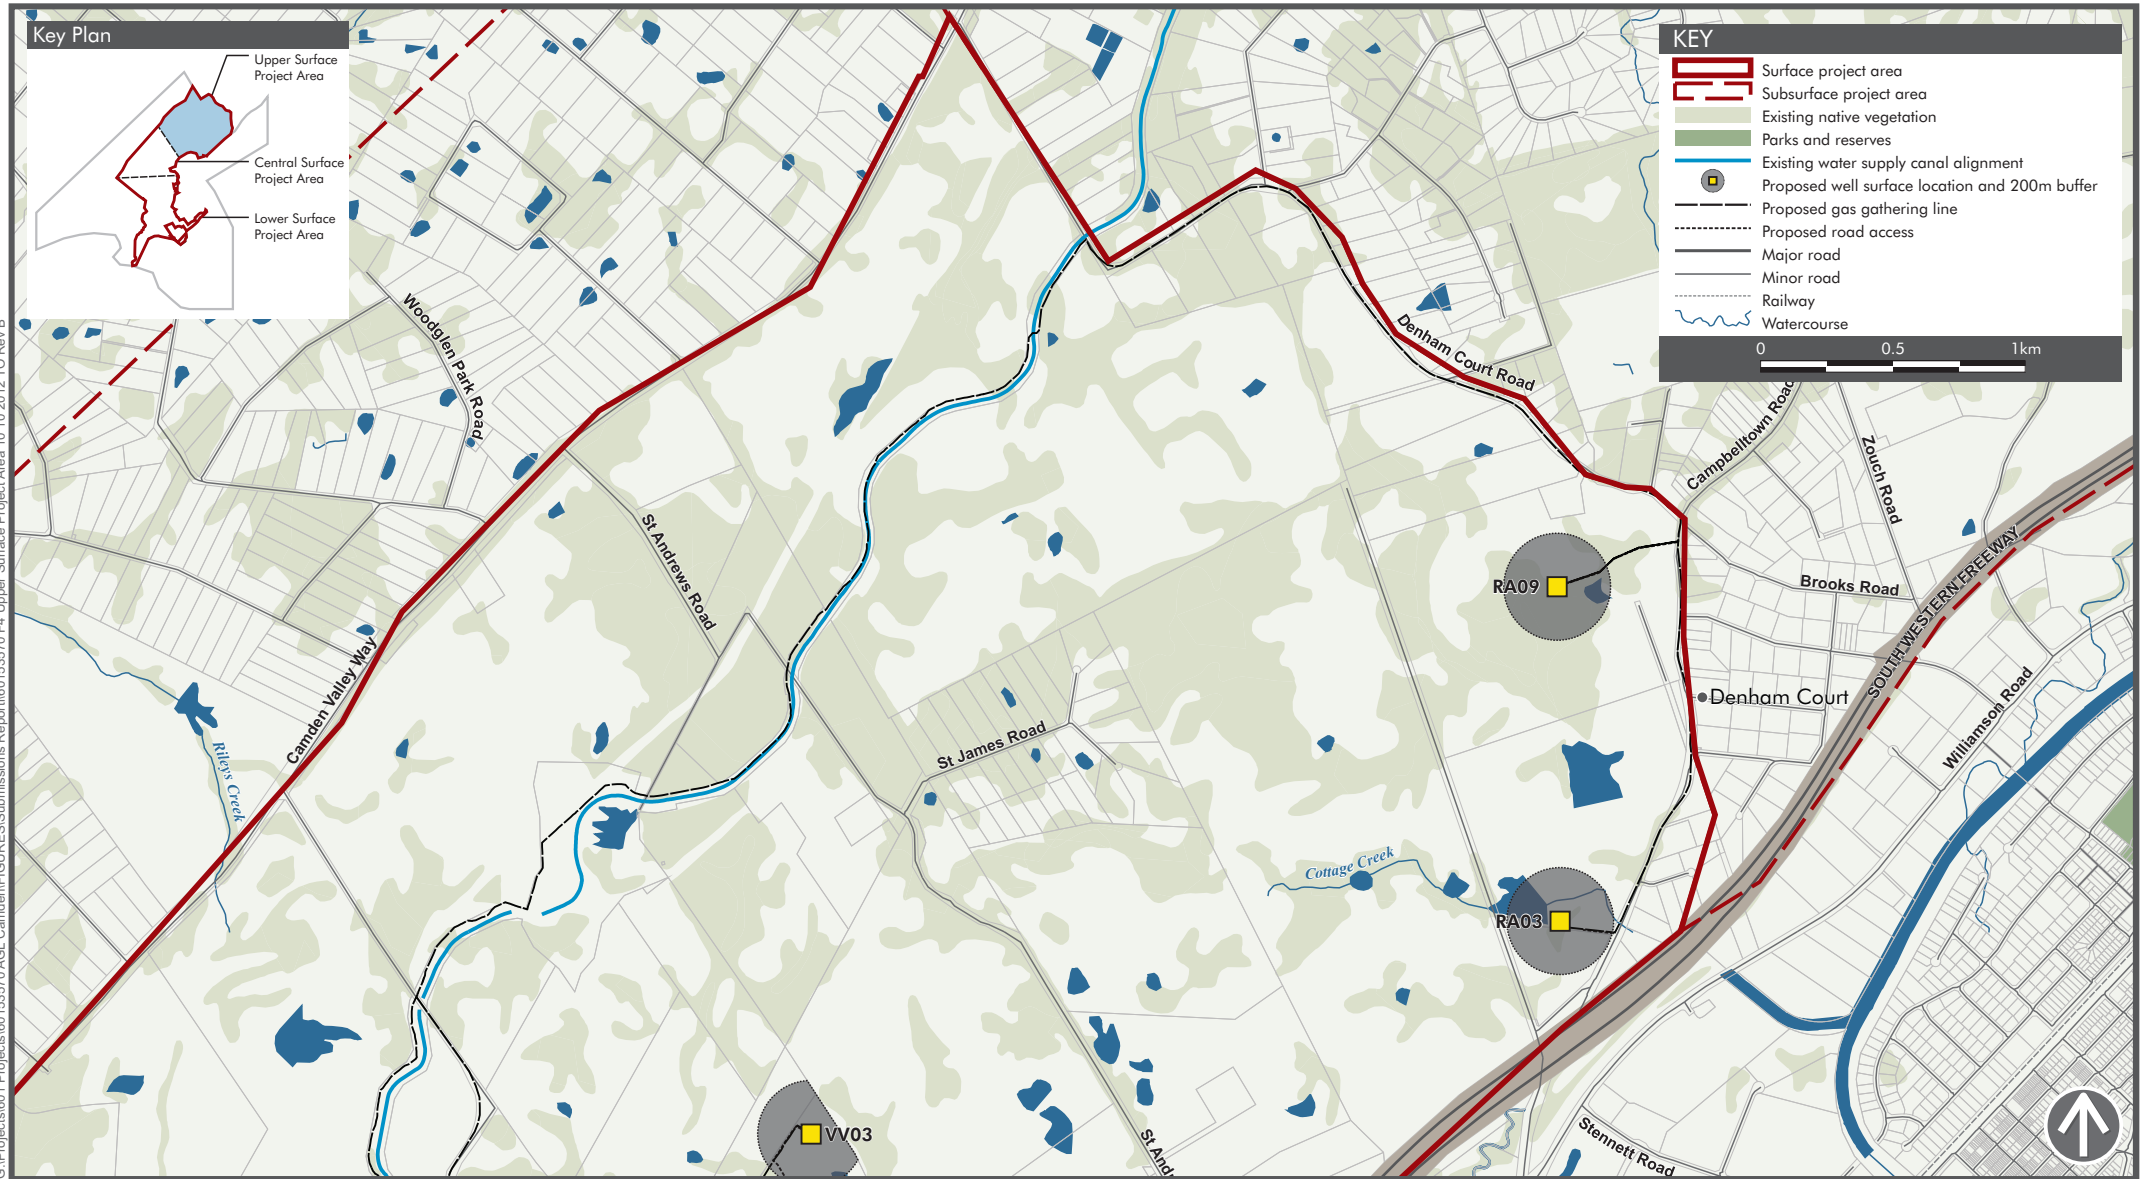 Key Plan
Upper Surface
Project Area
Central Surface
Project Area
Lower Surface
Project Area
KEY
Surface project area
Subsurface project area
Existing native vegetation
Parks and reserves
Existing water supply canal alignment
Proposed well surface location and 200m buffer
Proposed gas gathering line
Proposed road access
Major road
Minor road
Railway
Watercourse
0 0.5 1km
Woodglen Park Road
Denham Court Road
Campbelltown Road
Zouch Road
St Andrews Road
RA09
Brooks Road
SOUTH WESTERN FREEWAY
Camden Valley Way
Denham Court
Williamson Road
Rileys Creek
St James Road
Cottage Creek
RA03
VV03
St And
Stennett Road